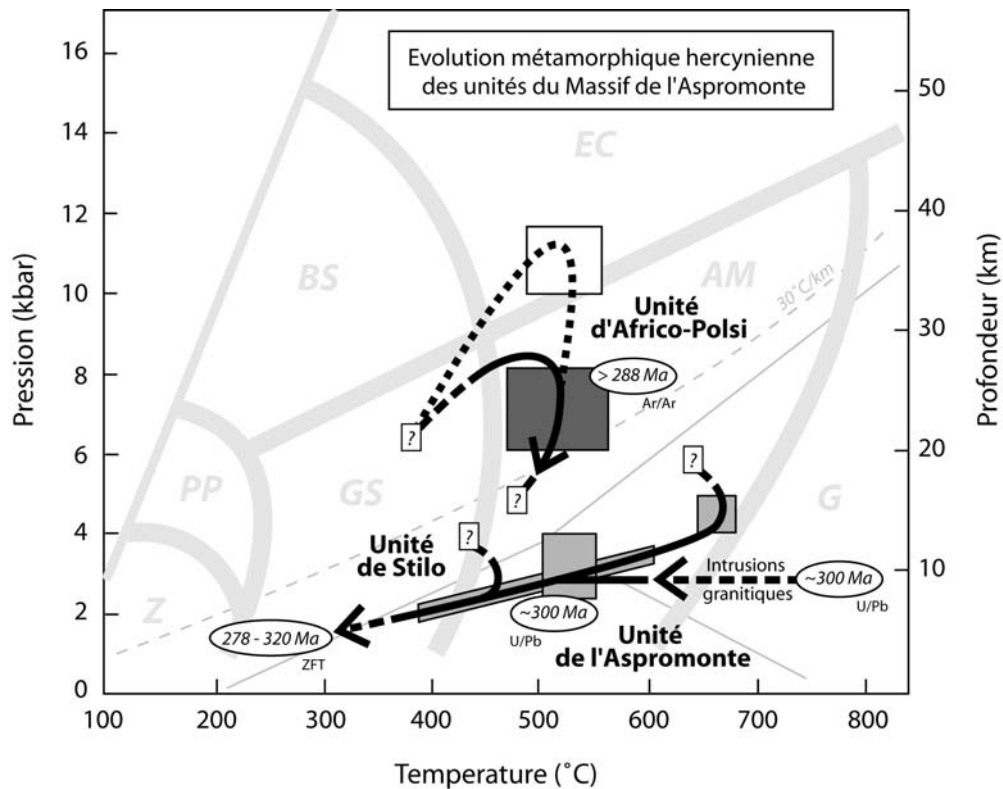 Evolution métamorphique hercynienne
des unités du Massif de l'Aspromonte
Pression (kbar)
16
14
12
10
8
6
4
2
0
Profondeur (km)
50
40
30
20
10
100
200
300
400
500
600
700
800
Temperature (˚C)
EC
BS
AM
30˚C/km
PP
GS
Z
G
Unité
d'Africo-Polsi
> 288 Ma
Ar/Ar
?
?
?
?
Unité
de Stilo
Intrusions
granitiques
~300 Ma
U/Pb
~300 Ma
U/Pb
Unité
de l'Aspromonte
278 - 320 Ma
ZFT